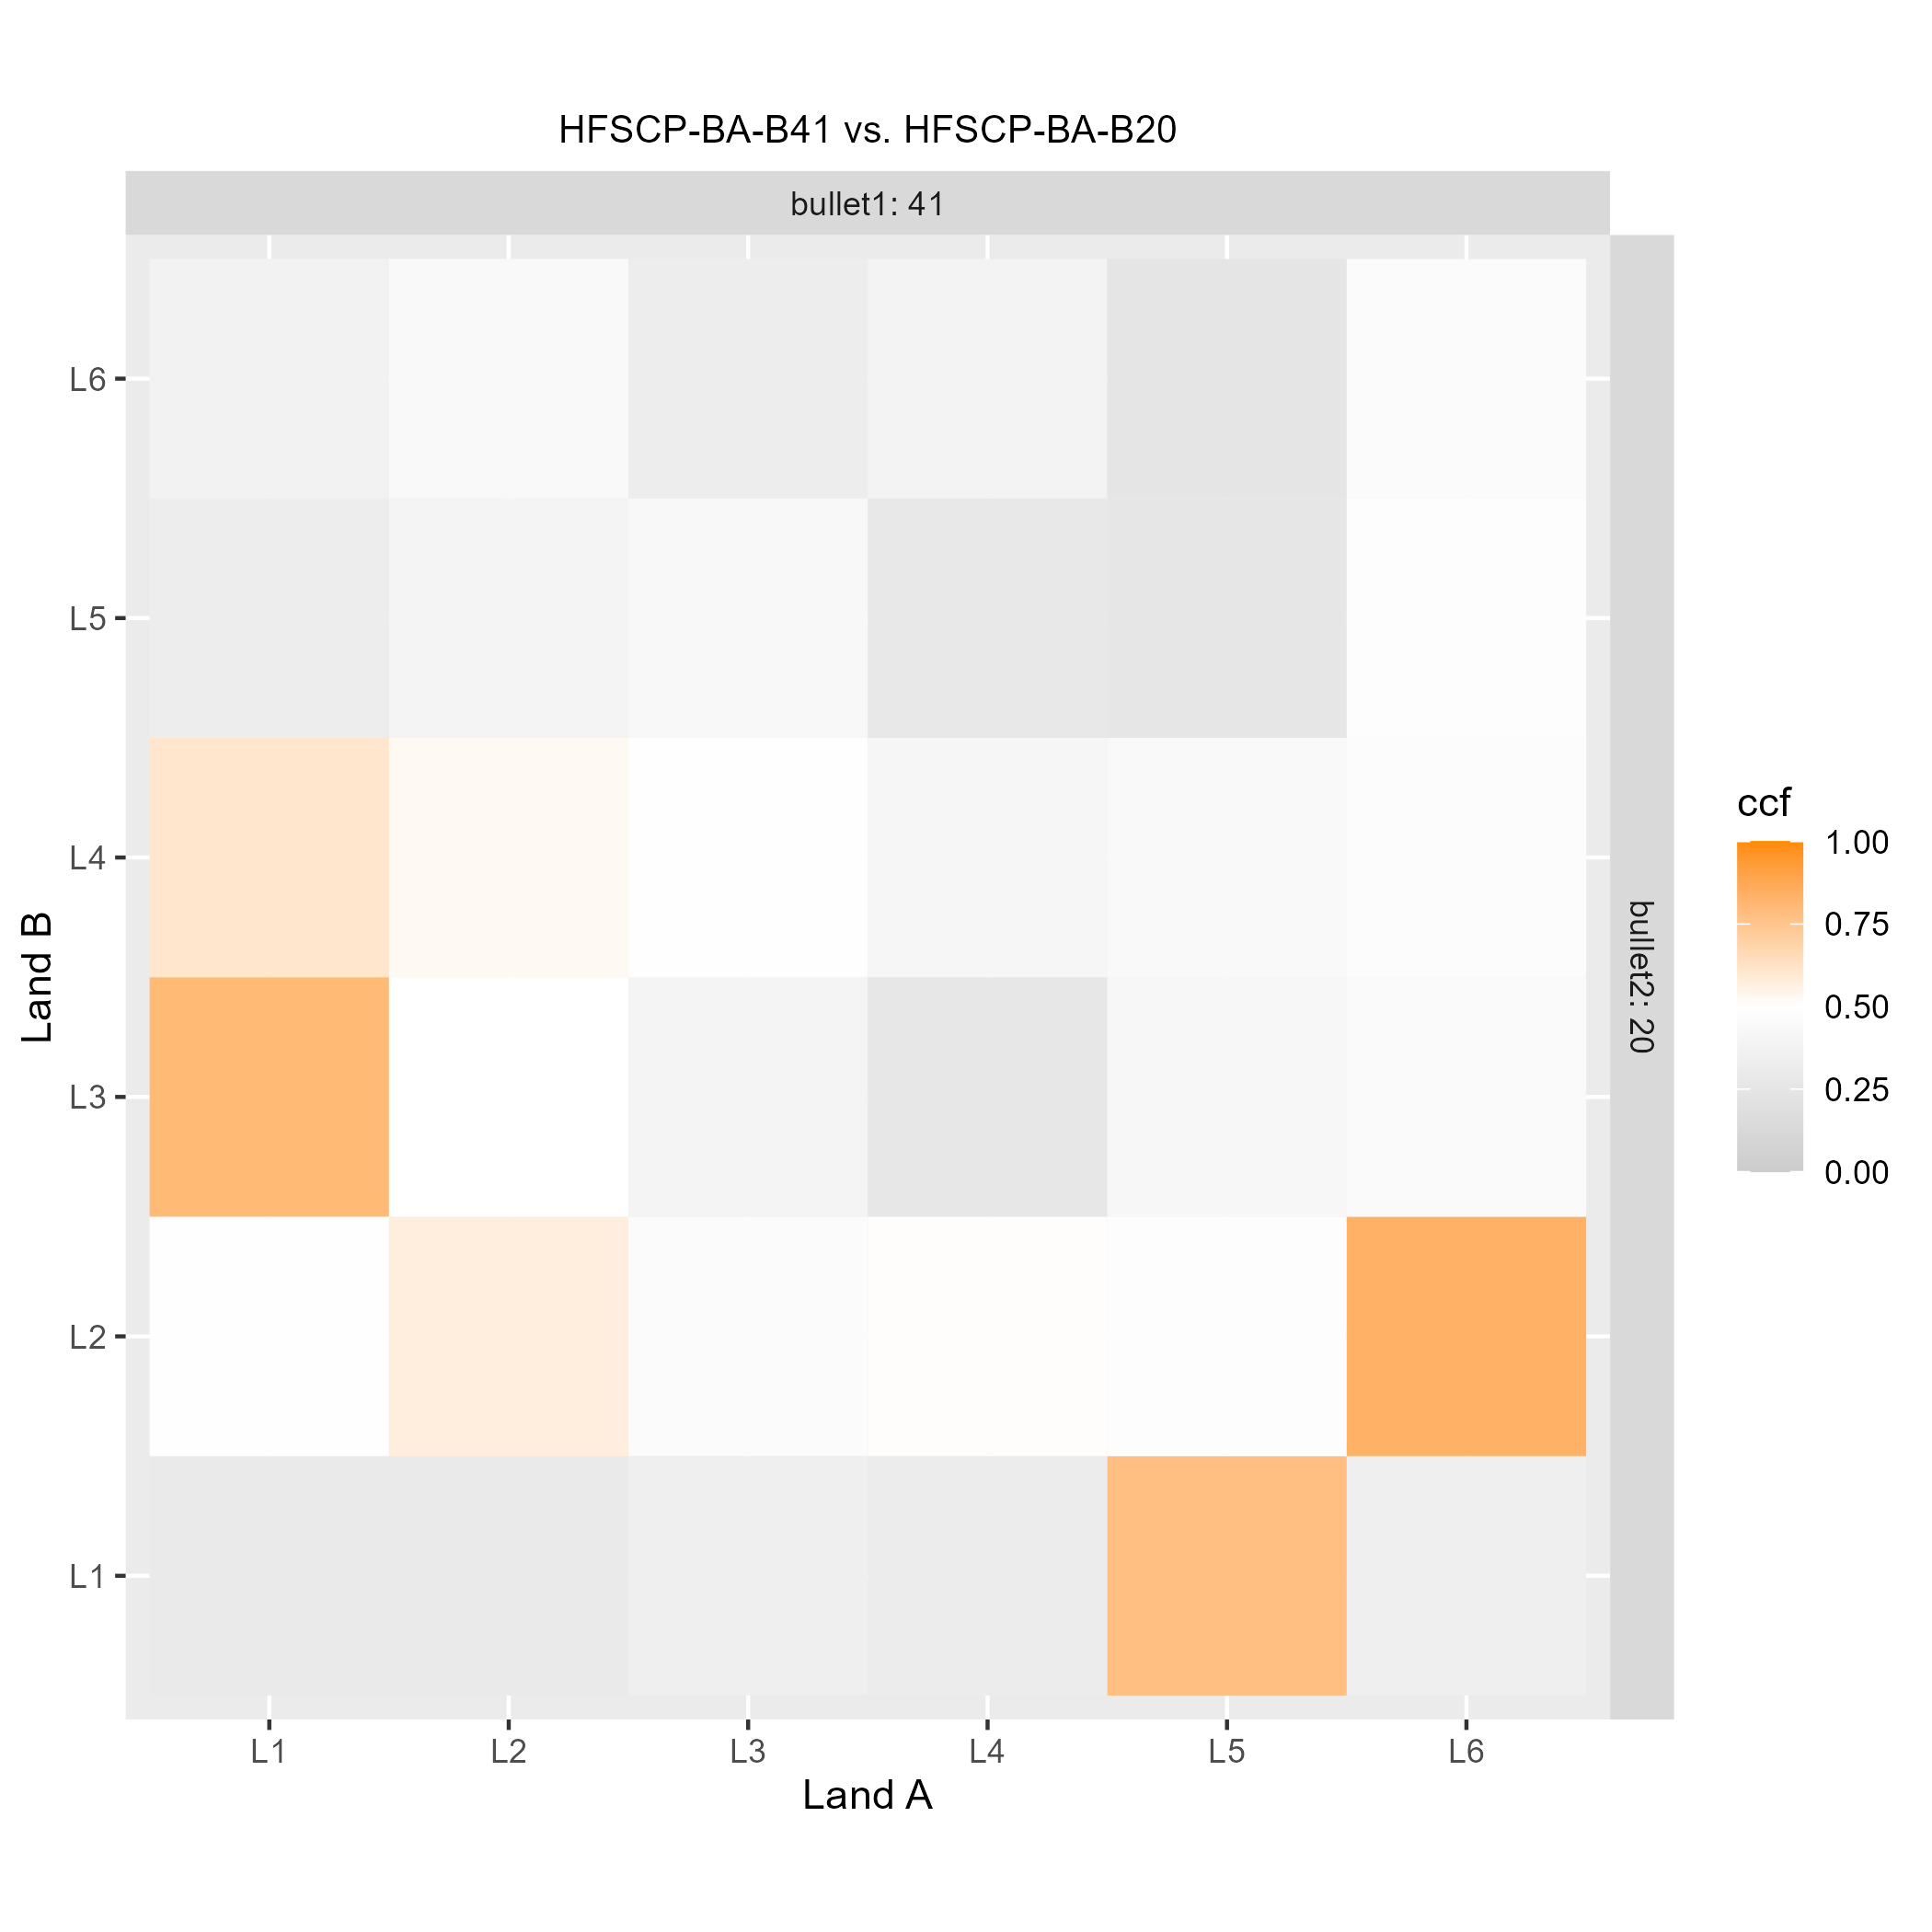 HFSCP-BA-B41 vs. HFSCP-BA-B20
bullet1: 41
L6
L5
L4
L3
L2
L1
Land B
bullet2: 20
L1 L2 L3 L4 L5 L6
Land A
ccf
1.00
0.75
0.50
0.25
0.00